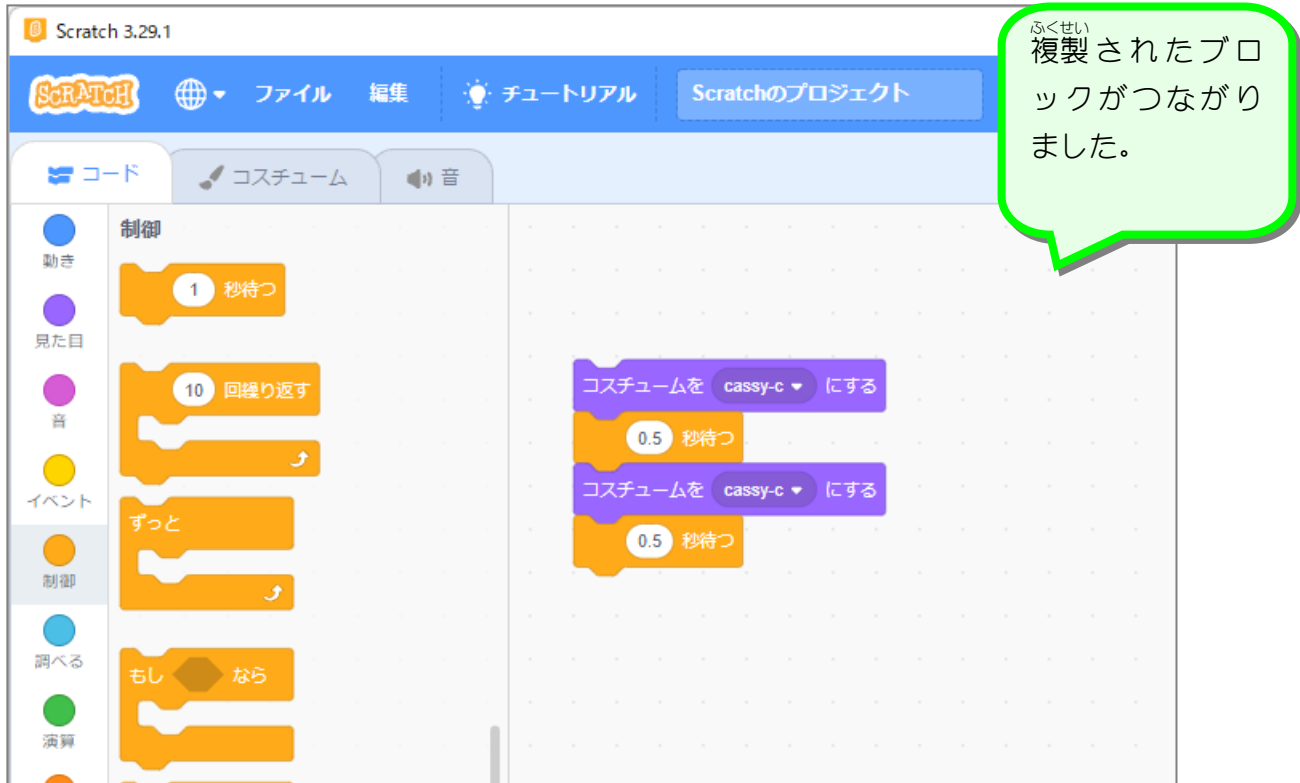 Scratch 3.29.1
ふくせい
複製されたブロ
ックがつながり
ました。
SCRATCH
ファイル
編集
チュートリアル
Scratchのプロジェクト
コード
コスチューム
音
動き
見た目
音
イベント
制御
調べる
演算
制御
1 秒待つ
10 回繰り返す
ずっと
もし なら
コスチュームを cassy-c にする
0.5 秒待つ
コスチュームを cassy-c にする
0.5 秒待つ